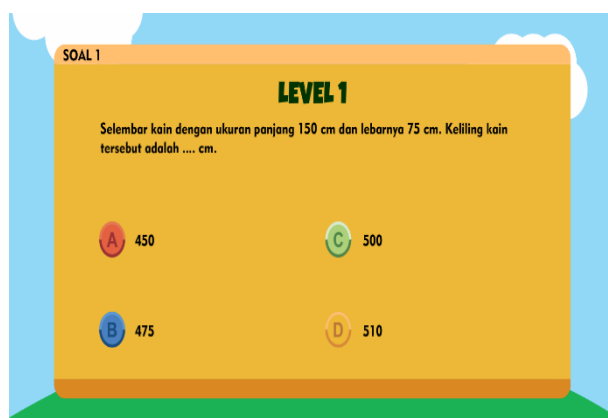 SOAL 1
LEVEL 1
Selembar kain dengan ukuran panjang 150 cm dan lebarnya 75 cm. Keliling kain
tersebut adalah .... cm.
A 450
C 500
B 475
D 510